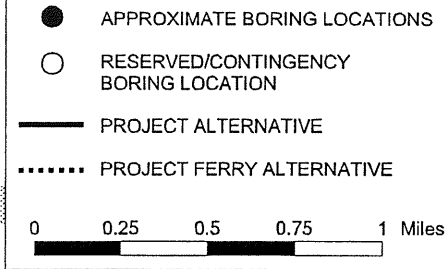 APPROXIMATE BORING LOCATIONS
RESERVED/CONTINGENCY
BORING LOCATION
PROJECT ALTERNATIVE
PROJECT FERRY ALTERNATIVE
0 0.25 0.5 0.75 1 Miles